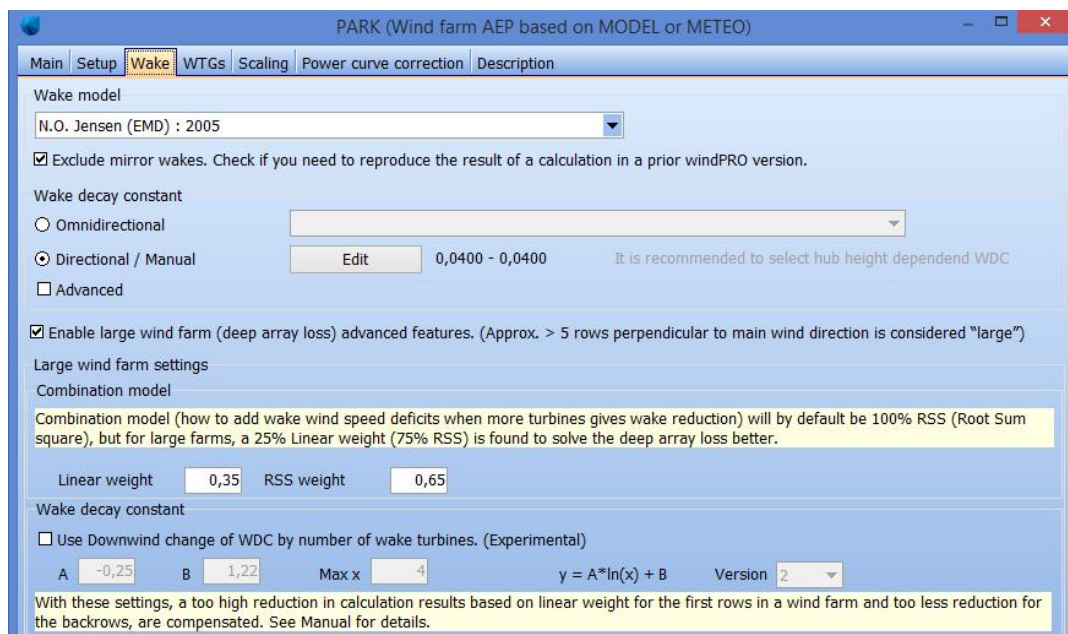 PARK (Wind farm AEP based on MODEL or METEO)
Main Setup Wake WTGs Scaling Power curve correction Description
Wake model
N.O. Jensen (EMD) : 2005
Exclude mirror wakes. Check if you need to reproduce the result of a calculation in a prior windPRO version.
Wake decay constant
Omnidirectional
Directional / Manual Edit 0,0400 - 0,0400 It is recommended to select hub height dependend WDC
Advanced
Enable large wind farm (deep array loss) advanced features. (Approx. > 5 rows perpendicular to main wind direction is considered "large")
Large wind farm settings
Combination model
Combination model (how to add wake wind speed deficits when more turbines gives wake reduction) will by default be 100% RSS (Root Sum
square), but for large farms, a 25% Linear weight (75% RSS) is found to solve the deep array loss better.
Linear weight 0,35 RSS weight 0,65
Wake decay constant
Use Downwind change of WDC by number of wake turbines. (Experimental)
A -0,25 B 1,22 Max x 4 y = A*ln(x) + B Version 2
With these settings, a too high reduction in calculation results based on linear weight for the first rows in a wind farm and too less reduction for
the backrows, are compensated. See Manual for details.